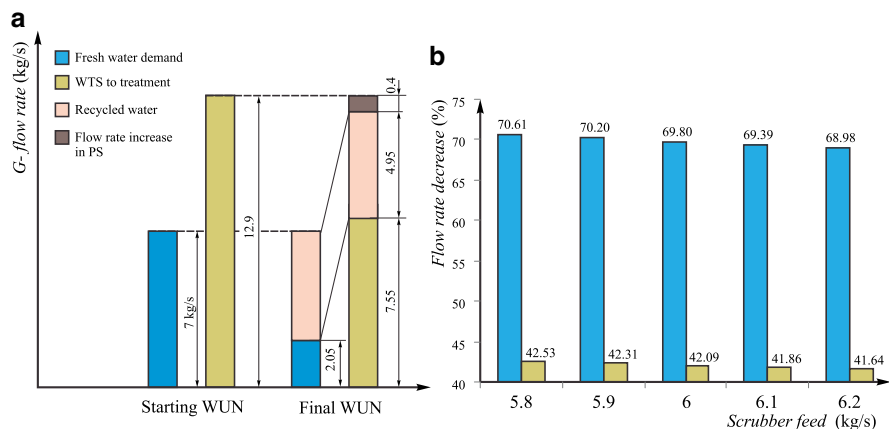 a
G- flow rate (kg/s)
Fresh water demand
WTS to treatment
Recycled water
Flow rate increase
in PS
7 kg/s
12.9
2.05
0.4
4.95
7.55
Starting WUN
Final WUN
b
Flow rate decrease (%)
75
70
65
60
55
50
45
40
70.61
70.20
69.80
69.39
68.98
42.53
42.31
42.09
41.86
41.64
5.8
5.9
6
6.1
6.2
Scrubber feed (kg/s)